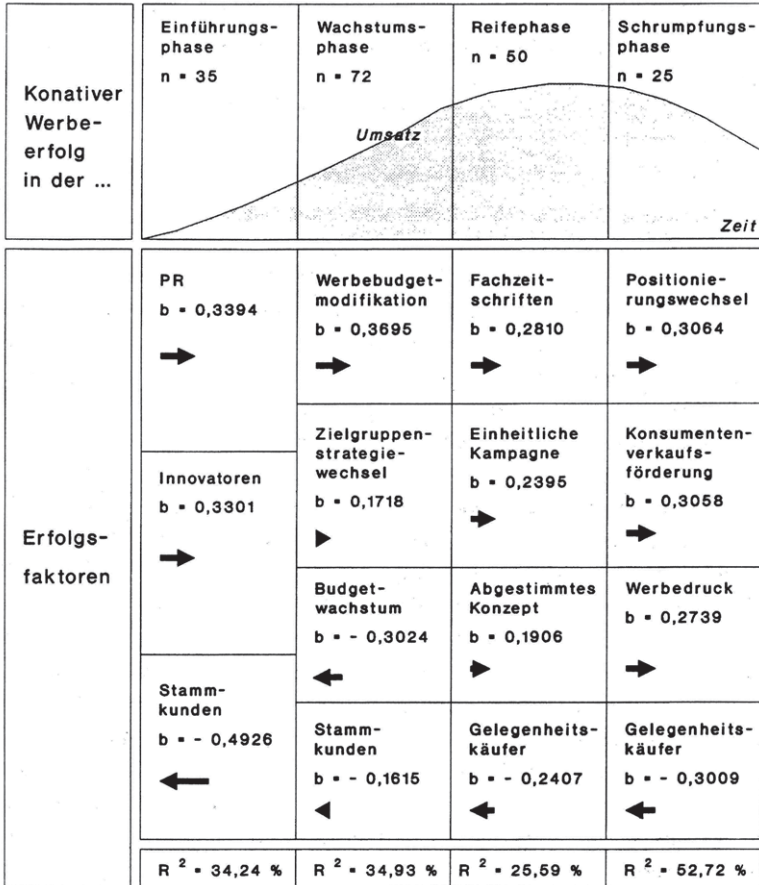 Konativer
Werbe-
erfolg
in der ...
Einführungs-
phase
n = 35
Wachstums-
phase
n = 72
Reifephase
n = 50
Schrumpfungs-
phase
n = 25
Umsatz
Zeit
Erfolgs-
faktoren
PR
b = 0,3394
Innovatoren
b = 0,3301
Stamm-
kunden
b = - 0,4926
Werbebudget-
modifikation
b = 0,3695
Zielgruppen-
strategie-
wechsel
b = 0,1718
Budget-
wachstum
b = - 0,3024
Stamm-
kunden
b = - 0,1615
Fachzeit-
schriften
b = 0,2810
Einheitliche
Kampagne
b = 0,2395
Abgestimmtes
Konzept
b = 0,1906
Gelegenheits-
käufer
b = - 0,2407
Positionie-
rungswechsel
b = 0,3064
Konsumenten-
verkaufs-
förderung
b = 0,3058
Werbedruck
b = 0,2739
Gelegenheits-
käufer
b = - 0,3009
R² = 34,24 %
R² = 34,93 %
R² = 25,59 %
R² = 52,72 %